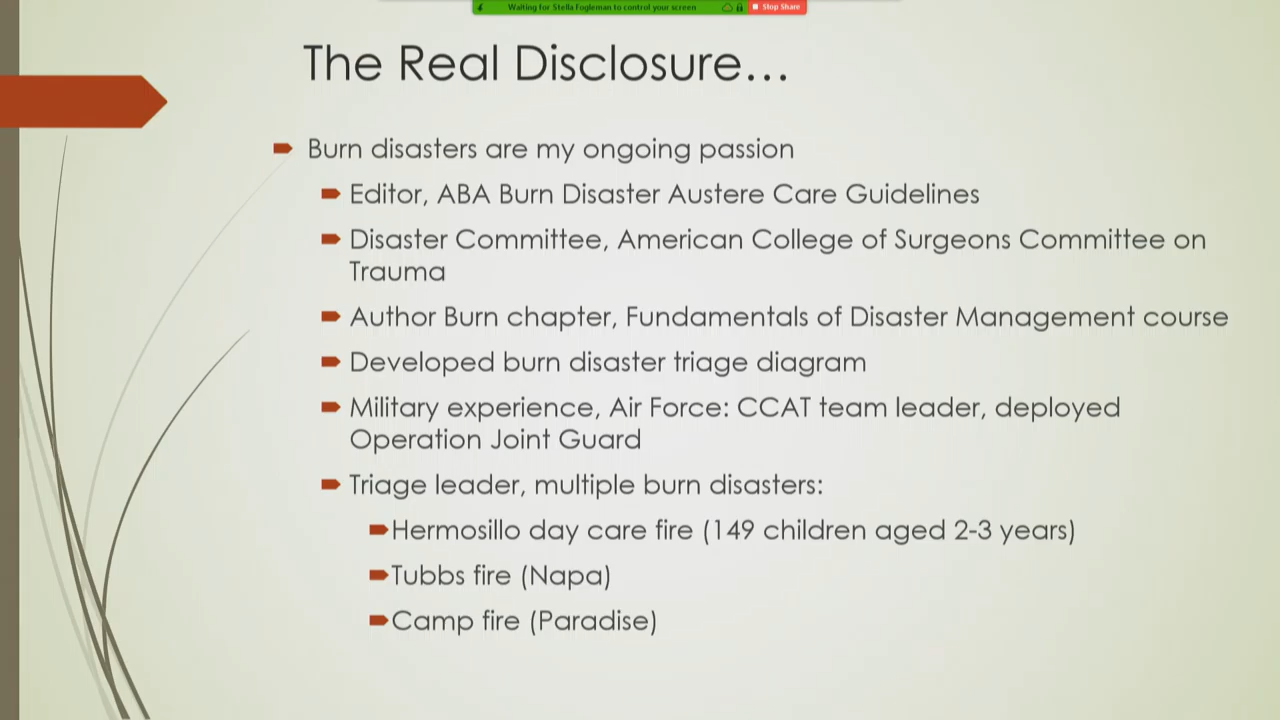 Waiting for Stella Fogleman to control your screen
Stop Share
The Real Disclosure…
Burn disasters are my ongoing passion
Editor, ABA Burn Disaster Austere Care Guidelines
Disaster Committee, American College of Surgeons Committee on
Trauma
Author Burn chapter, Fundamentals of Disaster Management course
Developed burn disaster triage diagram
Military experience, Air Force: CCAT team leader, deployed
Operation Joint Guard
Triage leader, multiple burn disasters:
Hermosillo day care fire (149 children aged 2-3 years)
Tubbs fire (Napa)
Camp fire (Paradise)